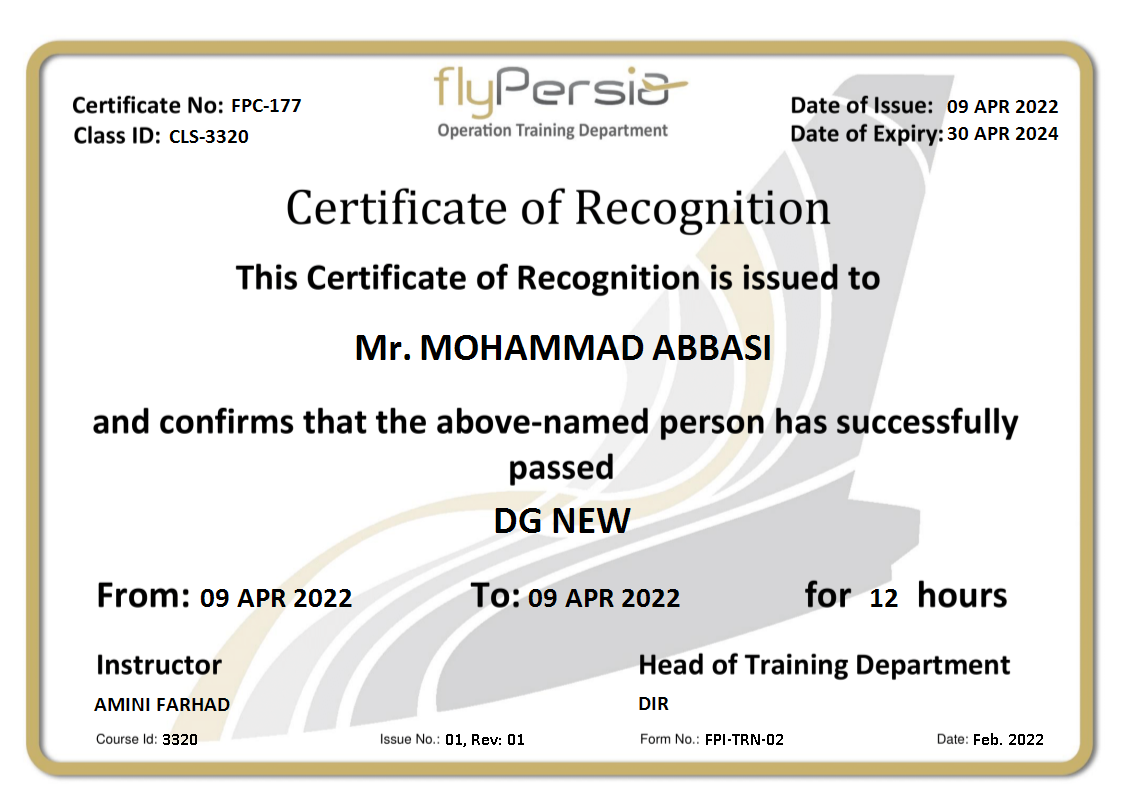 flyPersia
Operation Training Department
Certificate No: FPC-177
Class ID: CLS-3320
Date of Issue: 09 APR 2022
Date of Expiry: 30 APR 2024
Certificate of Recognition
This Certificate of Recognition is issued to
Mr. MOHAMMAD ABBASI
and confirms that the above-named person has successfully
passed
DG NEW
From: 09 APR 2022 To: 09 APR 2022 for 12 hours
Instructor Head of Training Department
AMINI FARHAD DIR
Course Id: 3320 Issue No.: 01, Rev: 01 Form No.: FPI-TRN-02 Date: Feb. 2022